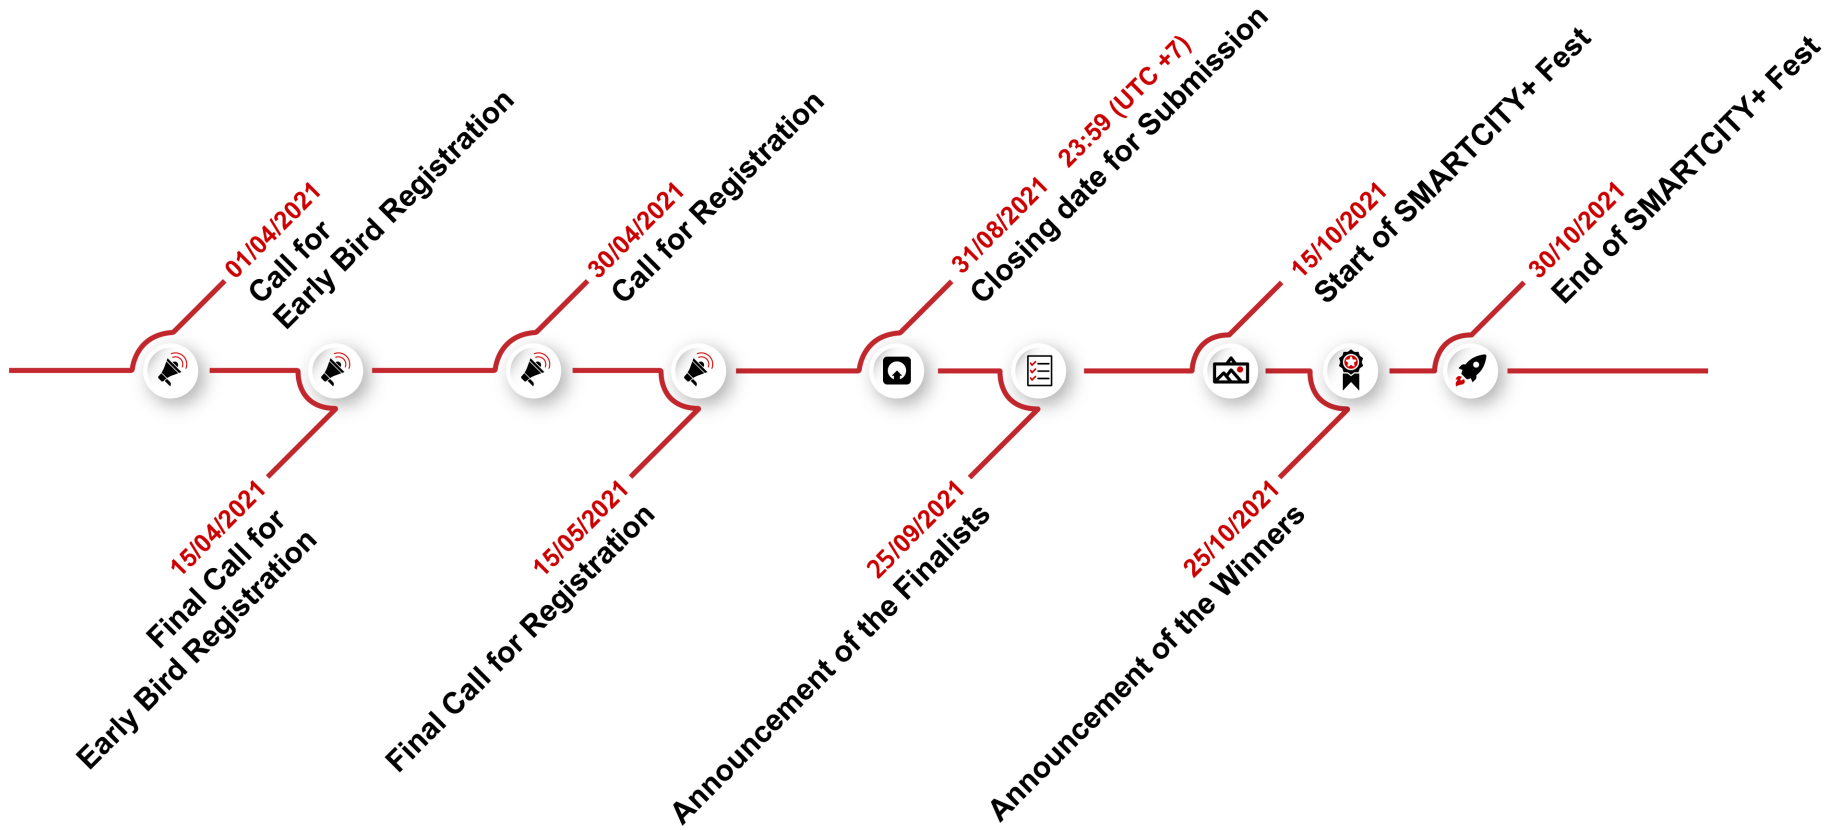 01/04/2021
Call for
Early Bird Registration
15/04/2021
Final Call for
Early Bird Registration
30/04/2021
Call for Registration
15/05/2021
Final Call for Registration
31/08/2021 23:59 (UTC +7)
Closing date for Submission
25/09/2021
Announcement of the Finalists
15/10/2021
Start of SMARTCITY+ Fest
25/10/2021
Announcement of the Winners
30/10/2021
End of SMARTCITY+ Fest